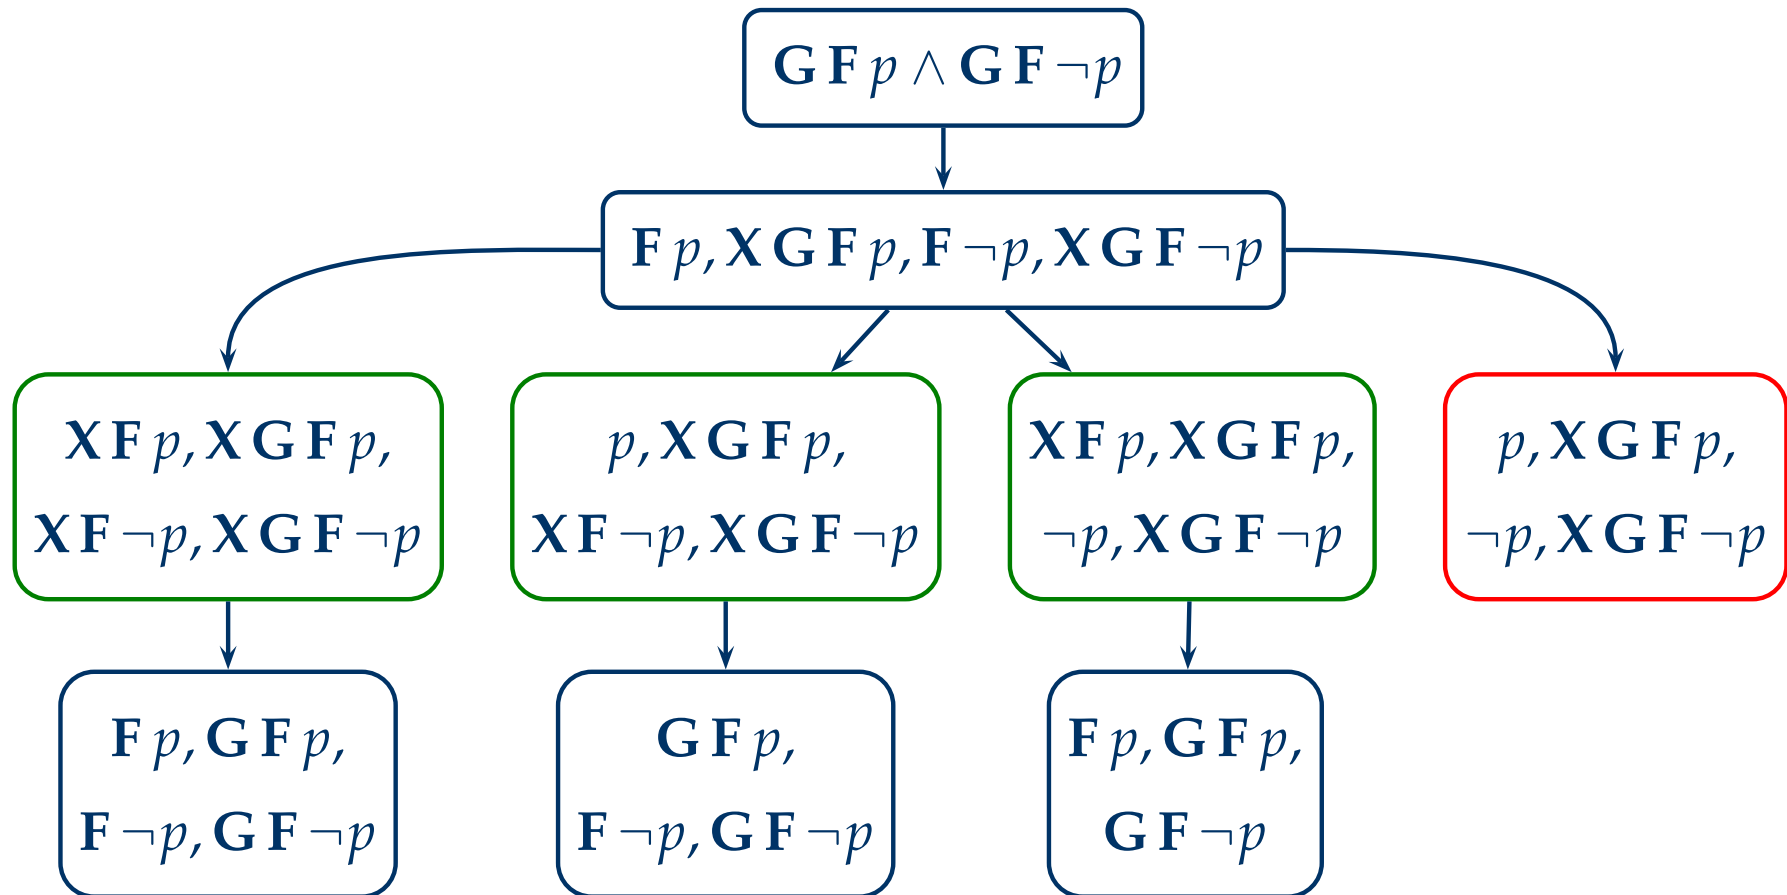 G F p ∧ G F ¬p
F p, X G F p, F ¬p, X G F ¬p
X F p, X G F p,
X F ¬p, X G F ¬p
p, X G F p,
X F ¬p, X G F ¬p
X F p, X G F p,
¬p, X G F ¬p
p, X G F p,
¬p, X G F ¬p
F p, G F p,
F ¬p, G F ¬p
G F p,
F ¬p, G F ¬p
F p, G F p,
G F ¬p